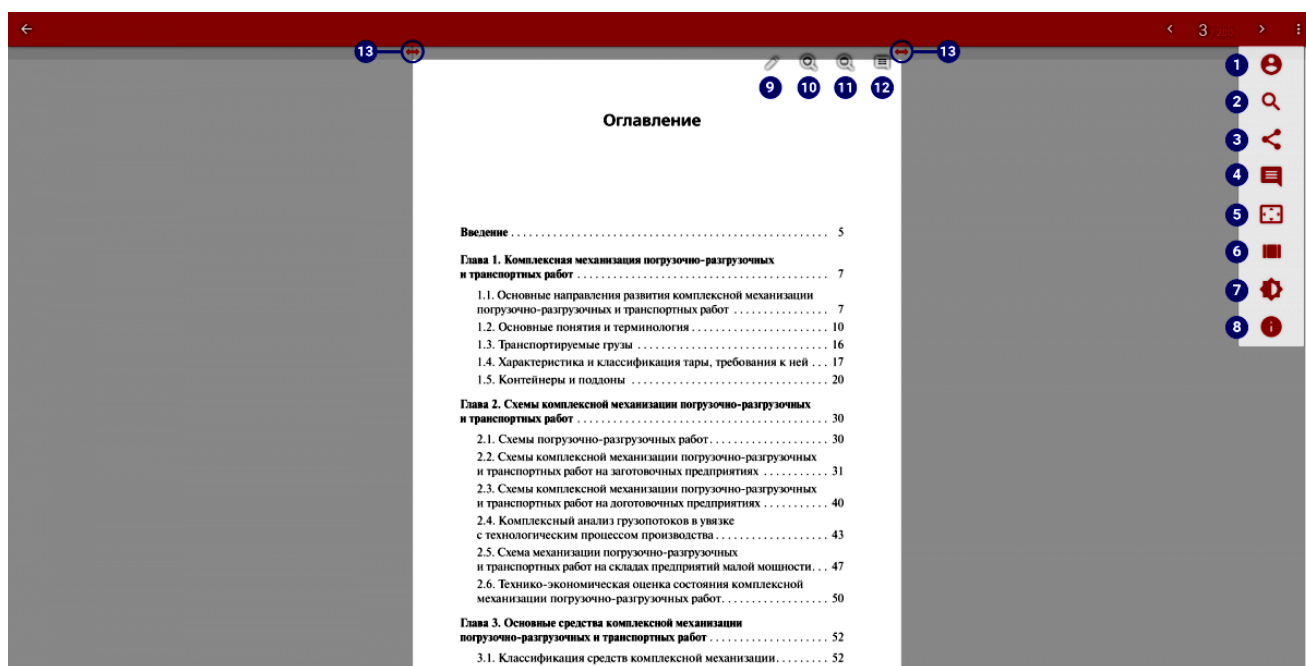 3
13
13
9
10
11
12
1
2
3
4
5
6
7
8
Оглавление
Введение . . . . . . . . . . . . . . . . . . . . . . . . . . . . . . . . . . . . . . . . . . . . . . . . 5
Глава 1. Комплексная механизация погрузочно-разгрузочных
и транспортных работ . . . . . . . . . . . . . . . . . . . . . . . . . . . . . . . . . . . . . . 7
1.1. Основные направления развития комплексной механизации
погрузочно-разгрузочных и транспортных работ . . . . . . . . . . . . . . . 7
1.2. Основные понятия и терминология . . . . . . . . . . . . . . . . . . . . . . 10
1.3. Транспортируемые грузы . . . . . . . . . . . . . . . . . . . . . . . . . . . . . 16
1.4. Характеристика и классификация тары, требования к ней . . . 17
1.5. Контейнеры и поддоны . . . . . . . . . . . . . . . . . . . . . . . . . . . . . . 20
Глава 2. Схемы комплексной механизации погрузочно-разгрузочных
и транспортных работ . . . . . . . . . . . . . . . . . . . . . . . . . . . . . . . . . . . . . . 30
2.1. Схемы погрузочно-разгрузочных работ. . . . . . . . . . . . . . . . . . . 30
2.2. Схемы комплексной механизации погрузочно-разгрузочных
и транспортных работ на заготовочных предприятиях . . . . . . . . . . 31
2.3. Схемы комплексной механизации погрузочно-разгрузочных
и транспортных работ на доготовочных предприятиях . . . . . . . . . . . 40
2.4. Комплексный анализ грузопотоков в увязке
с технологическим процессом производства . . . . . . . . . . . . . . . . . . 43
2.5. Схема механизации погрузочно-разгрузочных
и транспортных работ на складах предприятий малой мощности. . . 47
2.6. Технико-экономическая оценка состояния комплексной
механизации погрузочно-разгрузочных работ. . . . . . . . . . . . . . . . . 50
Глава 3. Основные средства комплексной механизации
погрузочно-разгрузочных и транспортных работ . . . . . . . . . . . . . . . . . . 52
3.1. Классификация средств комплексной механизации. . . . . . . . . 52